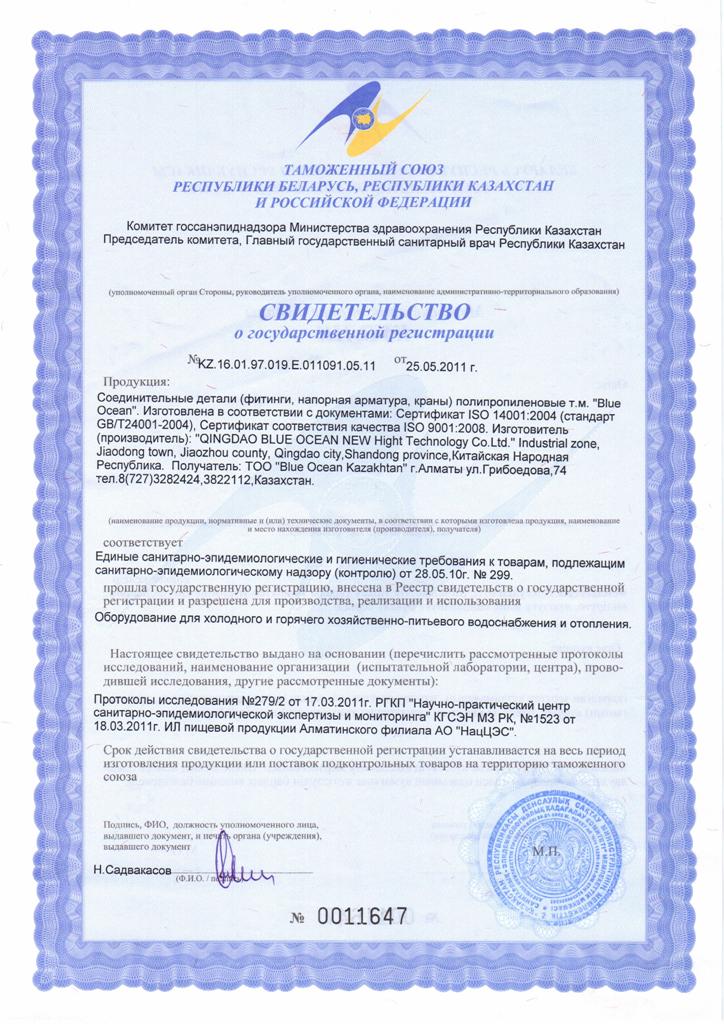 ТАМОЖЕННЫЙ СОЮЗ
РЕСПУБЛИКИ БЕЛАРУСЬ, РЕСПУБЛИКИ КАЗАХСТАН
И РОССИЙСКОЙ ФЕДЕРАЦИИ
Комитет госсанэпиднадзора Министерства здравоохранения Республики Казахстан
Председатель комитета, Главный государственный санитарный врач Республики Казахстан
(уполномоченный орган Стороны, руководитель уполномоченного органа, наименование административно-территориального образования)
СВИДЕТЕЛЬСТВО
о государственной регистрации
№KZ.16.01.97.019.E.011091.05.11 от 25.05.2011 г.
Продукция:
Соединительные детали (фитинги, напорная арматура, краны) полипропиленовые т.м. "Blue
Ocean". Изготовлена в соответствии с документами: Сертификат ISO 14001:2004 (стандарт
GB/T24001-2004), Сертификат соответствия качества ISO 9001:2008. Изготовитель
(производитель): "QINGDAO BLUE OCEAN NEW Hight Technology Co.Ltd." Industrial zone,
Jiaodong town, Jiaozhou county, Qingdao city,Shandong province,Китайская Народная
Республика. Получатель: ТОО "Blue Ocean Kazakhtan" г.Алматы ул.Грибоедова,74
тел.8(727)3282424,3822112,Казахстан.
(наименование продукции, нормативные и (или) технические документы, в соответствии с которыми изготовлена продукция, наименование
и место нахождения изготовителя (производителя), получателя)
соответствует
Единые санитарно-эпидемиологические и гигиенические требования к товарам, подлежащим
санитарно-эпидемиологическому надзору (контролю) от 28.05.10г. № 299.
прошла государственную регистрацию, внесена в Реестр свидетельств о государственной
регистрации и разрешена для производства, реализации и использования
Оборудование для холодного и горячего хозяйственно-питьевого водоснабжения и отопления.
Настоящее свидетельство выдано на основании (перечислить рассмотренные протоколы
исследований, наименование организации (испытательной лаборатории, центра), прово-
дившей исследования, другие рассмотренные документы):
Протоколы исследования №279/2 от 17.03.2011г. РГКП "Научно-практический центр
санитарно-эпидемиологической экспертизы и мониторинга" КГСЭН МЗ РК, №1523 от
18.03.2011г. ИЛ пищевой продукции Алматинского филиала АО "НацЦЭС".
Срок действия свидетельства о государственной регистрации устанавливается на весь период
изготовления продукции или поставок подконтрольных товаров на территорию таможенного
союза
Подпись, ФИО, должность уполномоченного лица,
выдавшего документ, и печать органа (учреждения),
выдавшего документ
Н.Садвакасов
(Ф.И.О. / подпись)
М.П.
№ 0011647